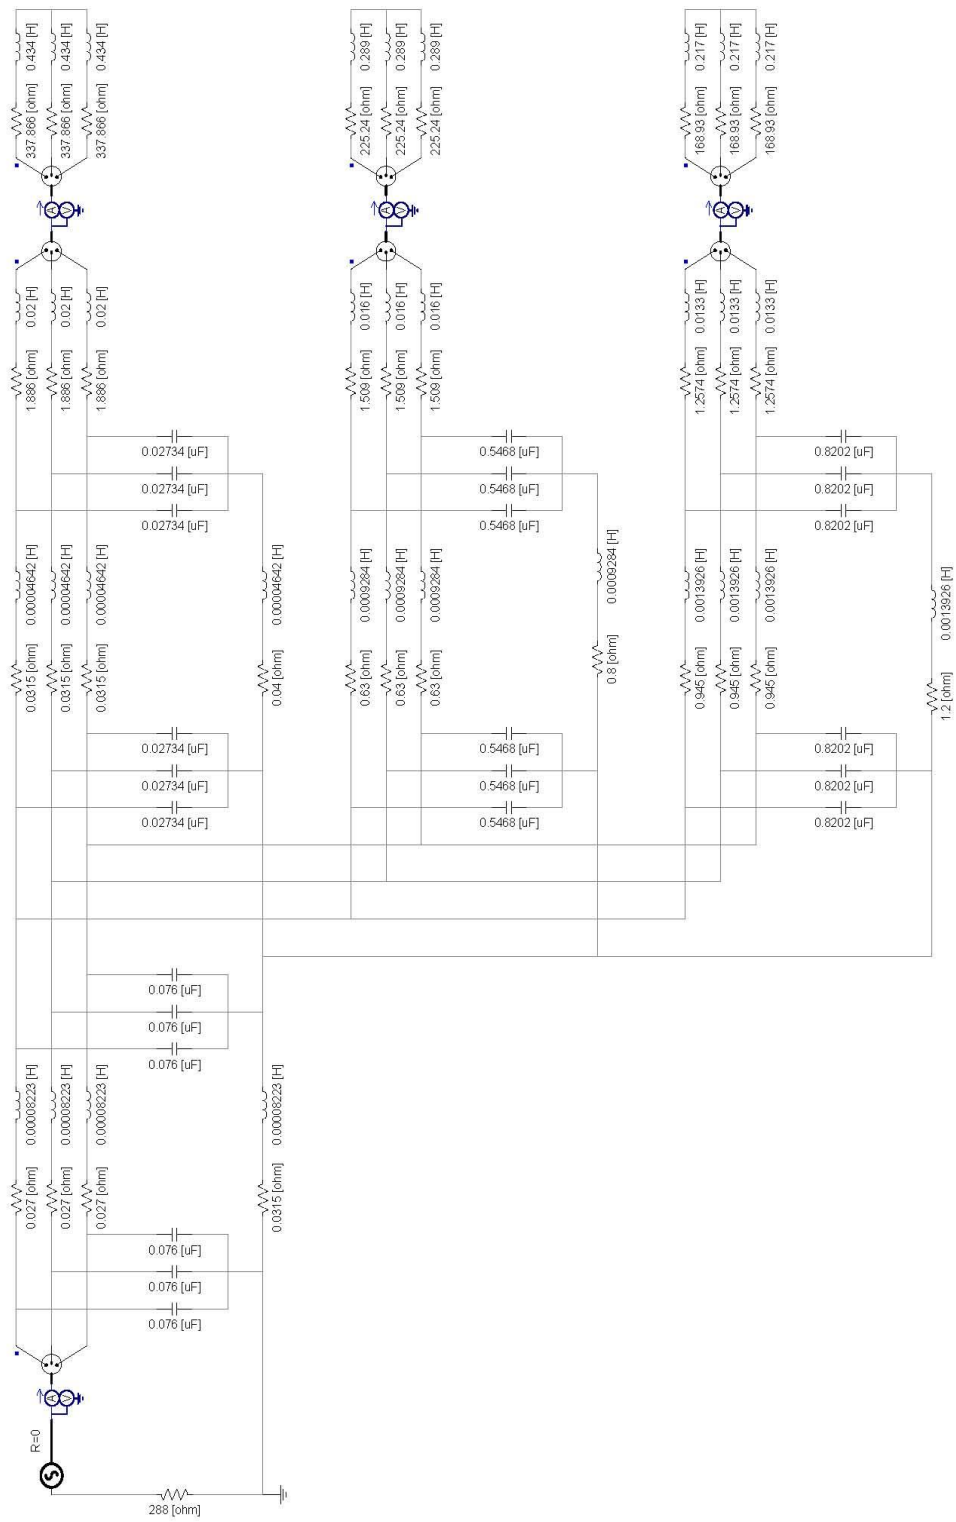 0.434 [H]
0.434 [H]
0.434 [H]
0.289 [H]
0.289 [H]
0.289 [H]
0.217 [H]
0.217 [H]
0.217 [H]
337.866 [ohm]
337.866 [ohm]
337.866 [ohm]
225.24 [ohm]
225.24 [ohm]
225.24 [ohm]
168.93 [ohm]
168.93 [ohm]
168.93 [ohm]
A
V
A
V
A
V
0.02 [H]
0.02 [H]
0.02 [H]
0.016 [H]
0.016 [H]
0.016 [H]
0.0133 [H]
0.0133 [H]
0.0133 [H]
1.886 [ohm]
1.886 [ohm]
1.886 [ohm]
1.509 [ohm]
1.509 [ohm]
1.509 [ohm]
1.2574 [ohm]
1.2574 [ohm]
1.2574 [ohm]
0.02734 [uF]
0.5468 [uF]
0.8202 [uF]
0.02734 [uF]
0.5468 [uF]
0.8202 [uF]
0.02734 [uF]
0.5468 [uF]
0.8202 [uF]
0.00004642 [H]
0.00004642 [H]
0.00004642 [H]
0.00004642 [H]
0.0009284 [H]
0.0009284 [H]
0.0009284 [H]
0.0009284 [H]
0.0013926 [H]
0.0013926 [H]
0.0013926 [H]
0.0013926 [H]
0.0315 [ohm]
0.0315 [ohm]
0.0315 [ohm]
0.04 [ohm]
0.63 [ohm]
0.63 [ohm]
0.63 [ohm]
0.8 [ohm]
0.945 [ohm]
0.945 [ohm]
0.945 [ohm]
1.2 [ohm]
0.02734 [uF]
0.5468 [uF]
0.8202 [uF]
0.02734 [uF]
0.5468 [uF]
0.8202 [uF]
0.02734 [uF]
0.5468 [uF]
0.8202 [uF]
0.076 [uF]
0.076 [uF]
0.076 [uF]
0.00008223 [H]
0.00008223 [H]
0.00008223 [H]
0.00008223 [H]
0.027 [ohm]
0.027 [ohm]
0.027 [ohm]
0.0315 [ohm]
0.076 [uF]
0.076 [uF]
0.076 [uF]
A
V
R=0
288 [ohm]